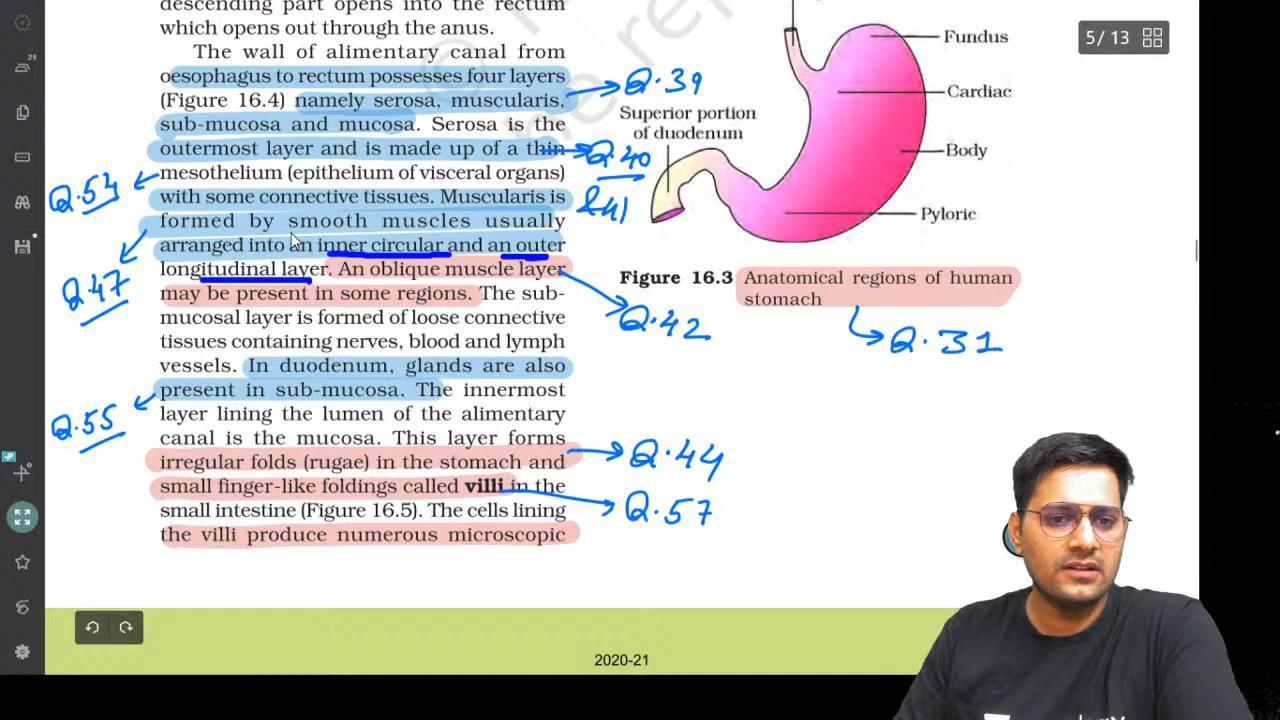 descending part opens into the rectum
which opens out through the anus.
The wall of alimentary canal from
oesophagus to rectum possesses four layers
(Figure 16.4) namely serosa, muscularis,
sub-mucosa and mucosa. Serosa is the
outermost layer and is made up of a thin
mesothelium (epithelium of visceral organs)
with some connective tissues. Muscularis is
formed by smooth muscles usually
arranged into an inner circular and an outer
longitudinal layer. An oblique muscle layer
may be present in some regions. The sub-
mucosal layer is formed of loose connective
tissues containing nerves, blood and lymph
vessels. In duodenum, glands are also
present in sub-mucosa. The innermost
layer lining the lumen of the alimentary
canal is the mucosa. This layer forms
irregular folds (rugae) in the stomach and
small finger-like foldings called villi in the
small intestine (Figure 16.5). The cells lining
the villi produce numerous microscopic
Q.54
Q.47
Q.55
Q.39
Q.40
&41
Q.42
Q.44
Q.57
Fundus
Cardiac
Superior portion
of duodenum
Body
Pyloric
Figure 16.3 Anatomical regions of human
stomach
Q.31
5 / 13
29
2020-21